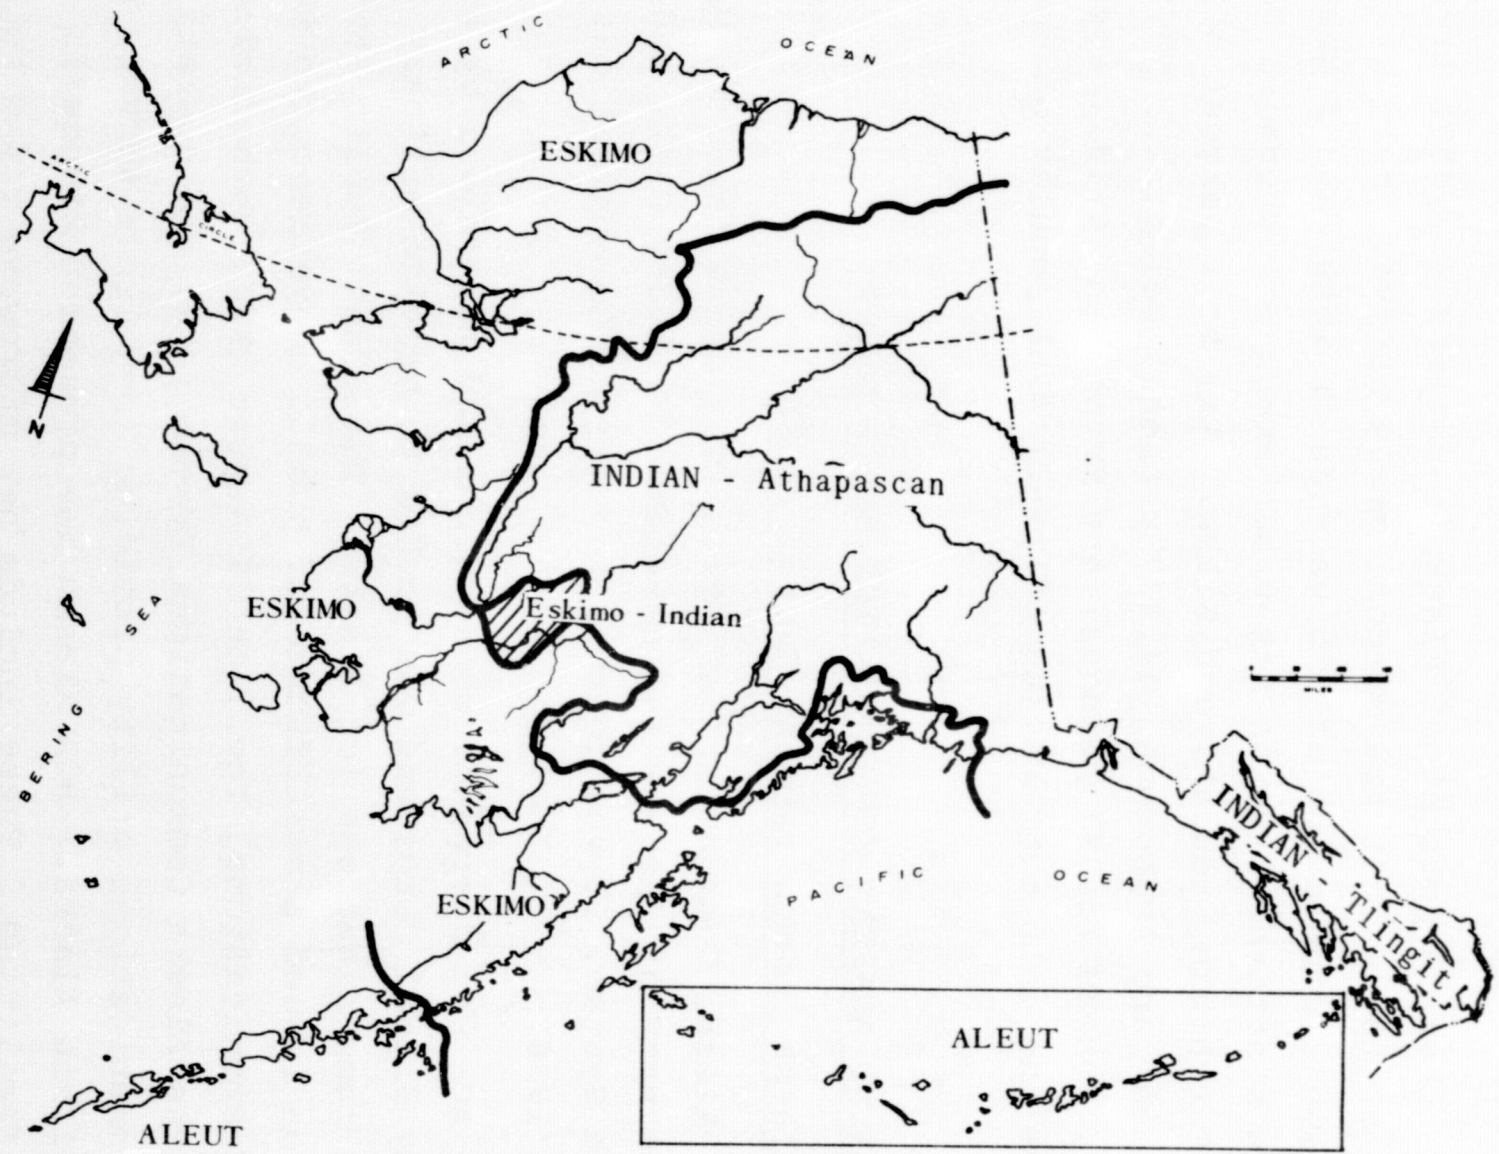 ARCTIC OCEAN
ESKIMO
ARCTIC CIRCLE
N
INDIAN - Athapascan
ESKIMO
Eskimo - Indian
BERING SEA
MILES
INDIAN - Tlingit
PACIFIC OCEAN
ESKIMO
ALEUT
ALEUT